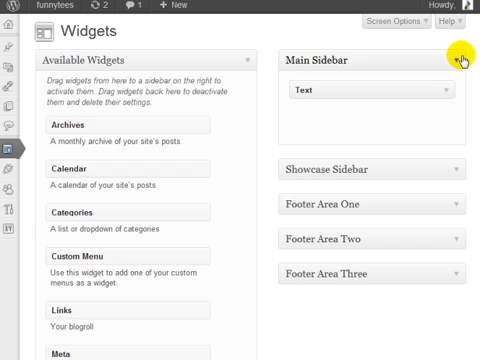 funnytees
2
1
+ New
Howdy,
Screen Options
Help
Widgets
Available Widgets
Drag widgets from here to a sidebar on the right to
activate them. Drag widgets back here to deactivate
them and delete their settings.
Archives
A monthly archive of your site's posts
Calendar
A calendar of your site's posts
Categories
A list or dropdown of categories
Custom Menu
Use this widget to add one of your custom
menus as a widget.
Links
Your blogroll
Meta
Main Sidebar
Text
Showcase Sidebar
Footer Area One
Footer Area Two
Footer Area Three